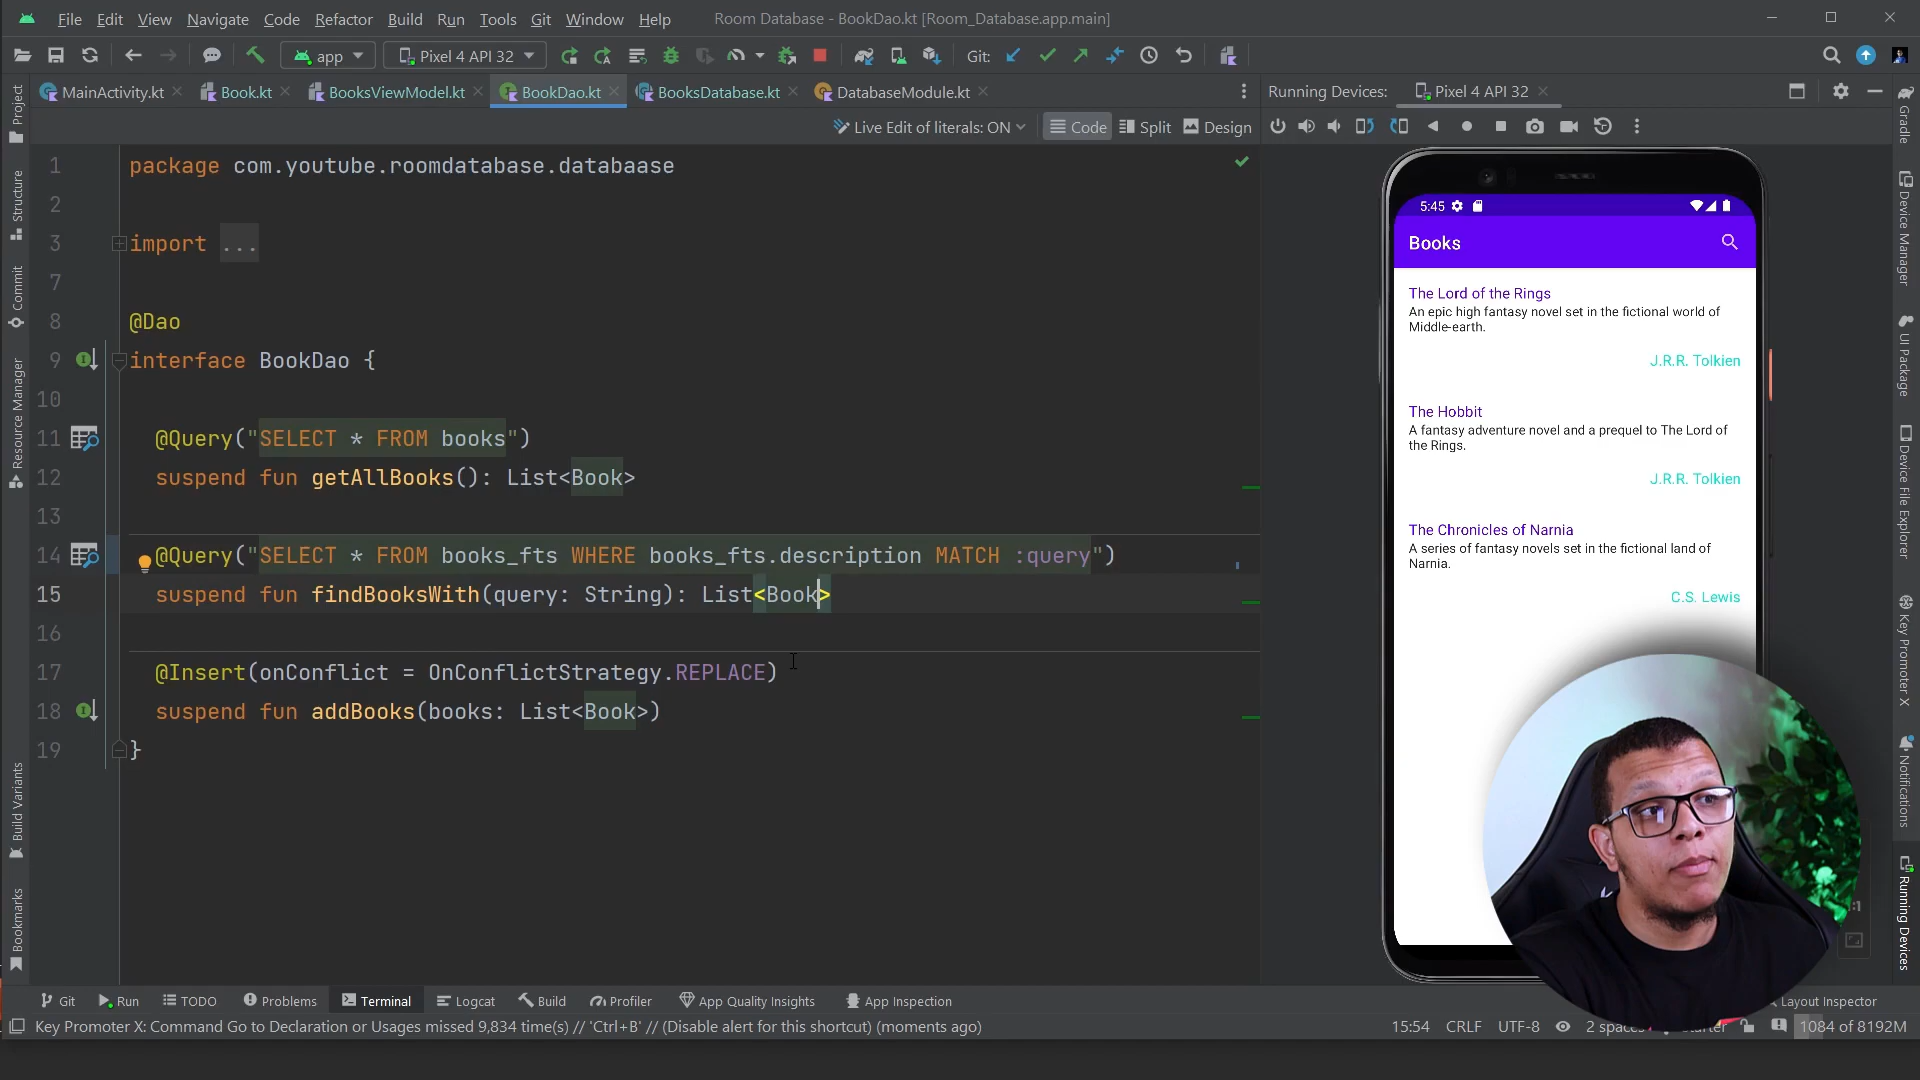 File Edit View Navigate Code Refactor Build Run Tools Git Window Help Room Database - BookDao.kt [Room_Database.app.main]
app Pixel 4 API 32 Git:
MainActivity.kt Book.kt BooksViewModel.kt BookDao.kt BooksDatabase.kt DatabaseModule.kt Running Devices: Pixel 4 API 32
Live Edit of literals: ON Code Split Design
1 package com.youtube.roomdatabase.databaase
2
3 import ...
7
8 @Dao
9 interface BookDao {
10
11 @Query("SELECT * FROM books")
12 suspend fun getAllBooks(): List<Book>
13
14 @Query("SELECT * FROM books_fts WHERE books_fts.description MATCH :query")
15 suspend fun findBooksWith(query: String): List<Book>
16
17 @Insert(onConflict = OnConflictStrategy.REPLACE)
18 suspend fun addBooks(books: List<Book>)
19 }
Project
Structure
Commit
Resource Manager
Build Variants
Bookmarks
5:45
Books
The Lord of the Rings
An epic high fantasy novel set in the fictional world of
Middle-earth.
J.R.R. Tolkien
The Hobbit
A fantasy adventure novel and a prequel to The Lord of
the Rings.
J.R.R. Tolkien
The Chronicles of Narnia
A series of fantasy novels set in the fictional land of
Narnia.
C.S. Lewis
Gradle
Device Manager
UI Package
Device File Explorer
Key Promoter X
Notifications
Running Devices
Git Run TODO Problems Terminal Logcat Build Profiler App Quality Insights App Inspection Layout Inspector
Key Promoter X: Command Go to Declaration or Usages missed 9,834 time(s) // 'Ctrl+B' // (Disable alert for this shortcut) (moments ago) 15:54 CRLF UTF-8 2 spaces 1084 of 8192M